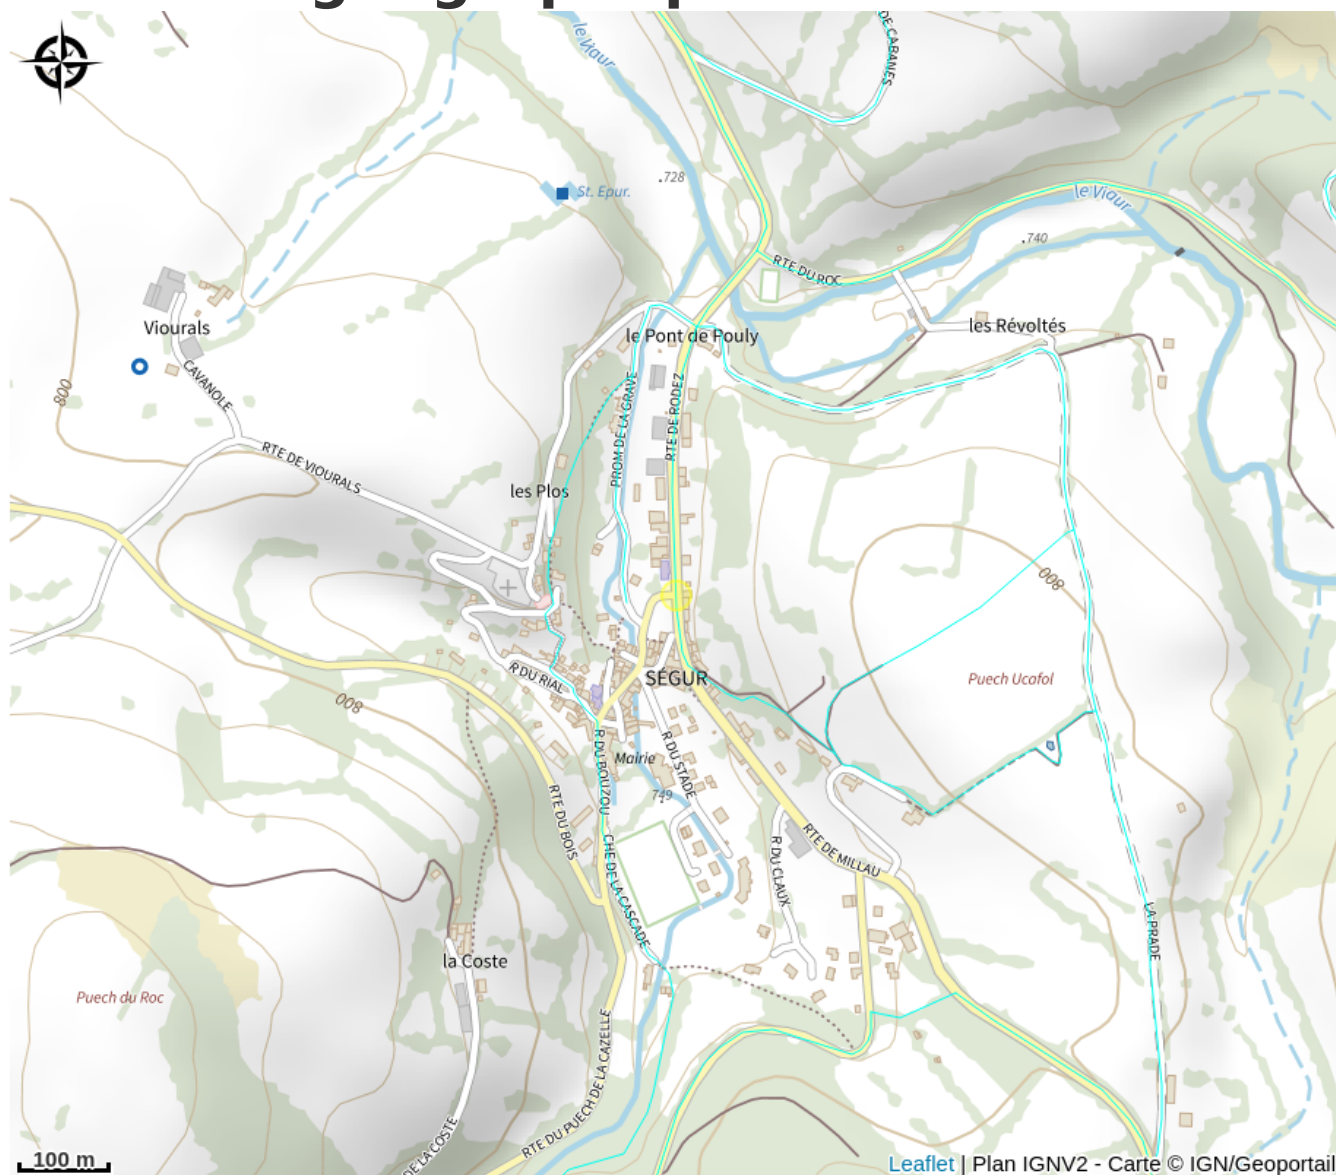 DE CABANES
le Viaur
728
St. Epur.
le Viaur
740
RTE DU ROC
Viourals
le Pont de Pouly
les Révoltés
CAVANOLE
800
PROM DE LA GRAVE
RTE DE RODEZ
RTE DE VIOURALS
les Plos
800
SÉGUR
Puech Ucafol
R DU RIAL
800
R DU BOUZOU
Mairie
R DU STADE
749
RTE DU BOIS
CHE DE LA CASCADE
R DU CLAUX
RTE DE MILLAU
LA PRADE
la Coste
Puech du Roc
RTE DU PUECH DE LA CAZELLE
DE LA COSTE
100 m
Leaflet | Plan IGNV2 - Carte © IGN/Geoportail